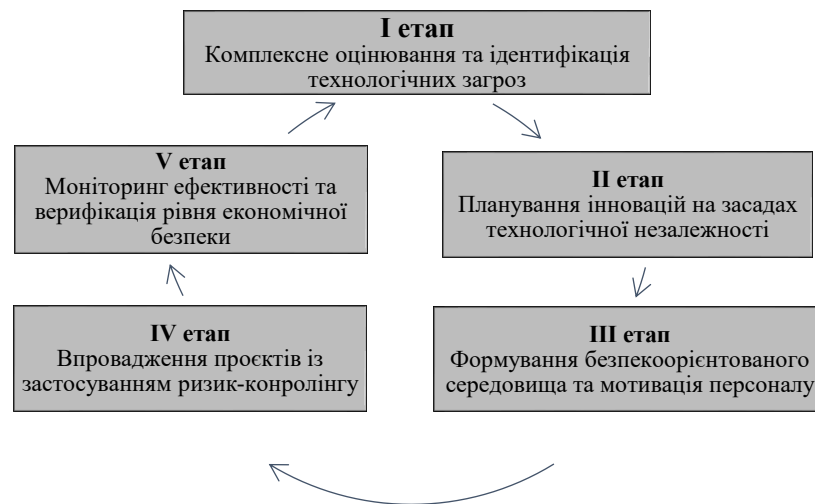 I етап
Комплексне оцінювання та ідентифікація
технологічних загроз
II етап
Планування інновацій на засадах
технологічної незалежності
III етап
Формування безпекоорієнтованого
середовища та мотивація персоналу
IV етап
Впровадження проєктів із
застосуванням ризик-конролінгу
V етап
Моніторинг ефективності та
верифікація рівня економічної
безпеки